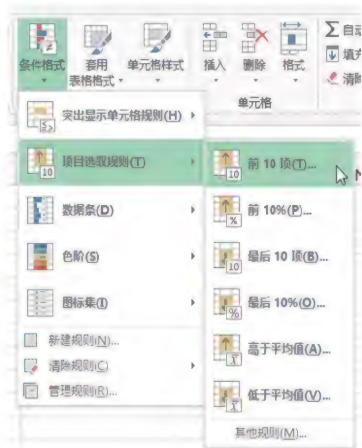 条件格式 套用 表格格式 单元格样式 插入 删除 格式
Σ 自动
填充
清除
单元格
突出显示单元格规则(H)
项目选取规则(T)
数据条(D)
色阶(S)
图标集(I)
新建规则(N)...
清除规则(C)
管理规则(R)...
前 10 项(T)...
前 10%(P)...
最后 10 项(B)...
最后 10%(O)...
高于平均值(A)...
低于平均值(V)...
其他规则(M)...